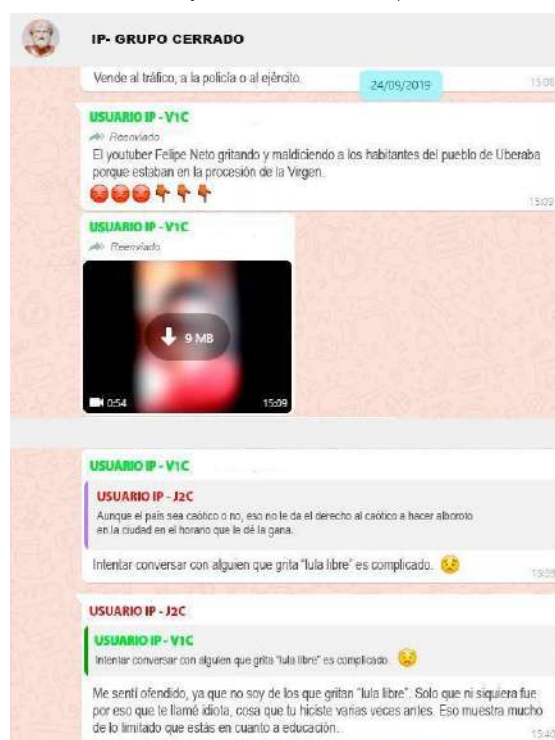 IP- GRUPO CERRADO
Vende al tráfico, a la policía o al ejército.
24/09/2019
15:08
USUARIO IP - V1C
Reenviado
El youtuber Felipe Neto gritando y maldiciendo a los habitantes del pueblo de Uberaba
porque estaban en la procesión de la Virgen.
15:09
USUARIO IP - V1C
Reenviado
9 MB
0:54
15:09
USUARIO IP - V1C
USUARIO IP - J2C
Aunque el país sea caótico o no, eso no le da el derecho al caótico a hacer alboroto
en la ciudad en el horano que le dé la gana.
Intentar conversar con alguien que grita "lula libre" es complicado.
USUARIO IP - J2C
USUARIO IP - V1C
Intentar conversar con alguien que grita "lula libre" es complicado.
Me sentí ofendido, ya que no soy de los que gritan "lula libre". Solo que ni siquiera fue
por eso que te llamé idiota, cosa que tu hiciste varias veces antes. Eso muestra mucho
de lo limitado que estás en cuanto a educación.
15:40